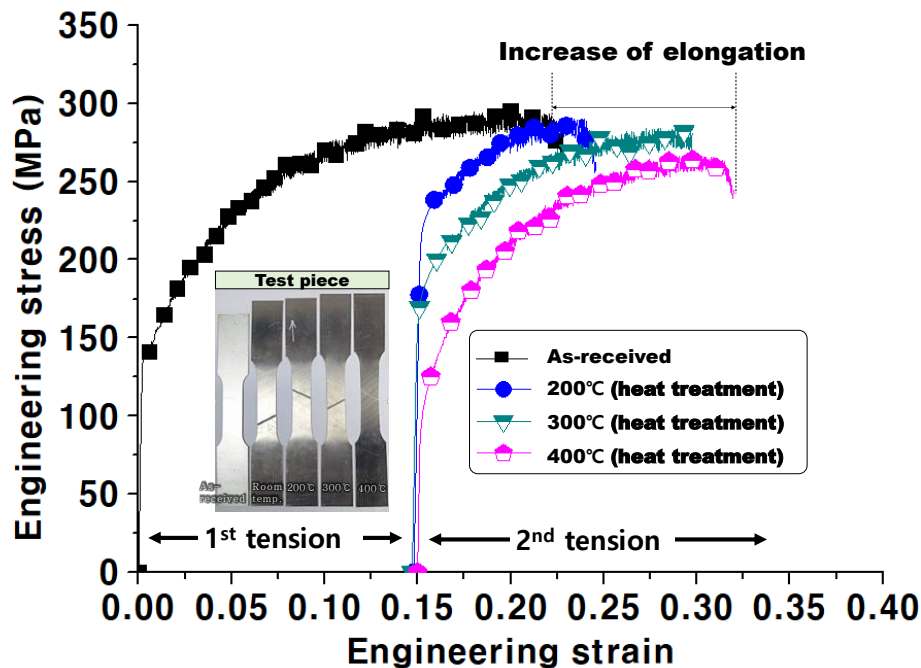 Engineering stress (MPa)
350
300
250
200
150
100
50
0
Increase of elongation
Test piece
As-
received
Room
temp.
200℃
300℃
400℃
As-received
200℃ (heat treatment)
300℃ (heat treatment)
400℃ (heat treatment)
1st tension
2nd tension
0.00 0.05 0.10 0.15 0.20 0.25 0.30 0.35 0.40
Engineering strain